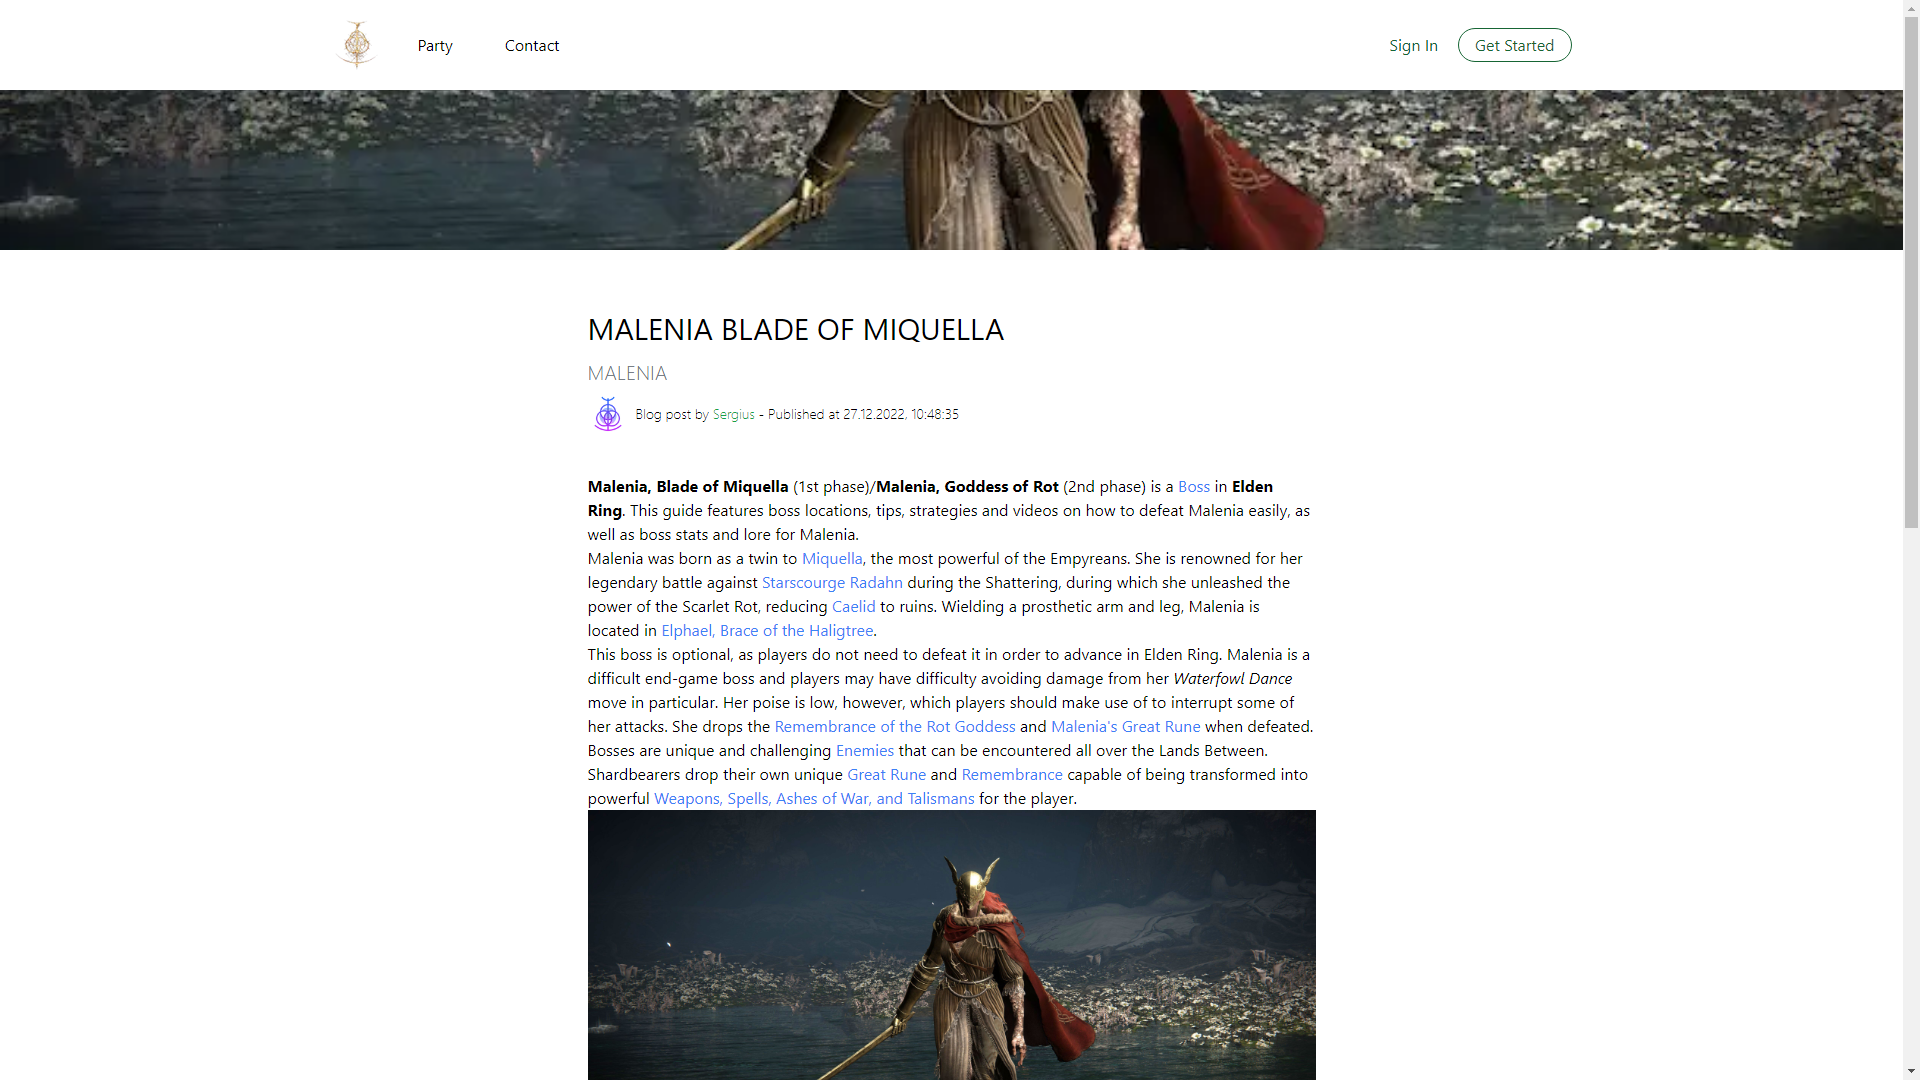 Party
Contact
Sign In
Get Started
MALENIA BLADE OF MIQUELLA
MALENIA
Blog post by Sergius - Published at 27.12.2022, 10:48:35
Malenia, Blade of Miquella (1st phase)/Malenia, Goddess of Rot (2nd phase) is a Boss in Elden
Ring. This guide features boss locations, tips, strategies and videos on how to defeat Malenia easily, as
well as boss stats and lore for Malenia.
Malenia was born as a twin to Miquella, the most powerful of the Empyreans. She is renowned for her
legendary battle against Starscourge Radahn during the Shattering, during which she unleashed the
power of the Scarlet Rot, reducing Caelid to ruins. Wielding a prosthetic arm and leg, Malenia is
located in Elphael, Brace of the Haligtree.
This boss is optional, as players do not need to defeat it in order to advance in Elden Ring. Malenia is a
difficult end-game boss and players may have difficulty avoiding damage from her Waterfowl Dance
move in particular. Her poise is low, however, which players should make use of to interrupt some of
her attacks. She drops the Remembrance of the Rot Goddess and Malenia's Great Rune when defeated.
Bosses are unique and challenging Enemies that can be encountered all over the Lands Between.
Shardbearers drop their own unique Great Rune and Remembrance capable of being transformed into
powerful Weapons, Spells, Ashes of War, and Talismans for the player.